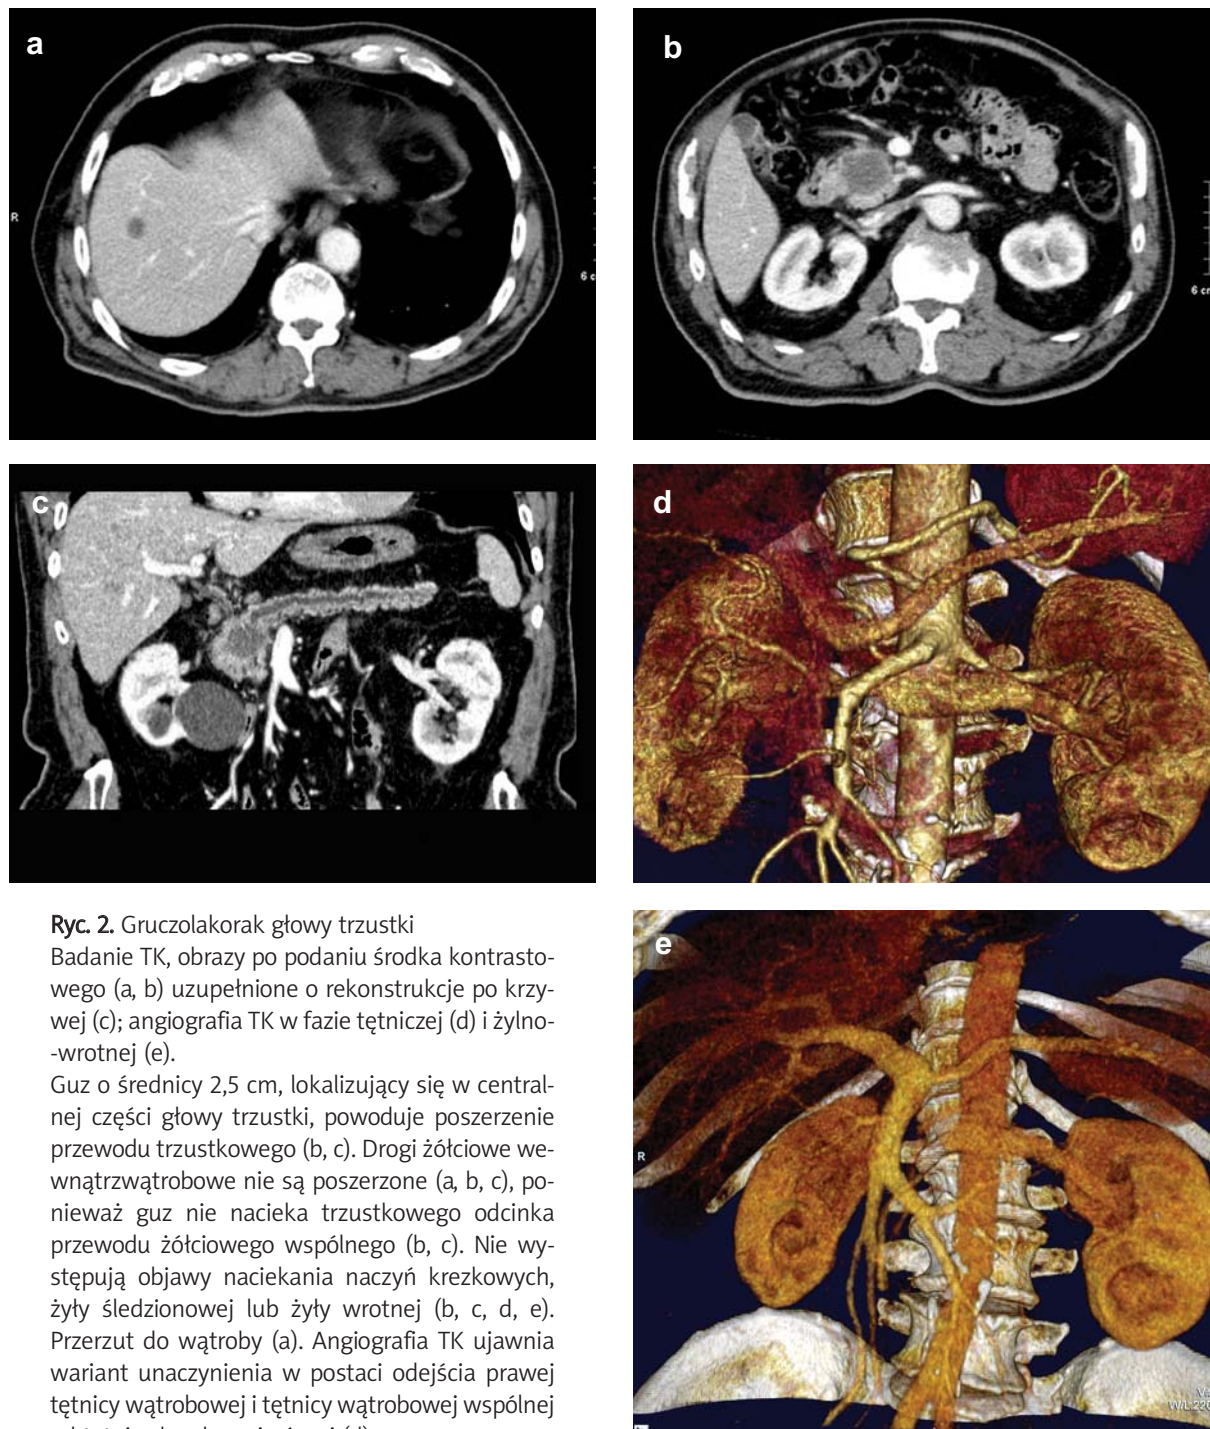 a
b
R
6 c
6 cr
c
d
Ryc. 2. Gruczolakorak głowy trzustki
Badanie TK, obrazy po podaniu środka kontrasto-
wego (a, b) uzupełnione o rekonstrukcje po krzy-
wej (c); angiografia TK w fazie tętniczej (d) i żylno-
-wrotnej (e).
Guz o średnicy 2,5 cm, lokalizujący się w central-
nej części głowy trzustki, powoduje poszerzenie
przewodu trzustkowego (b, c). Drogi żółciowe we-
wnątrzwątrobowe nie są poszerzone (a, b, c), po-
nieważ guz nie nacieka trzustkowego odcinka
przewodu żółciowego wspólnego (b, c). Nie wy-
stępują objawy naciekania naczyń krezkowych,
żyły śledzionowej lub żyły wrotnej (b, c, d, e).
Przerzut do wątroby (a). Angiografia TK ujawnia
wariant unaczynienia w postaci odejścia prawej
tętnicy wątrobowej i tętnicy wątrobowej wspólnej
e
R